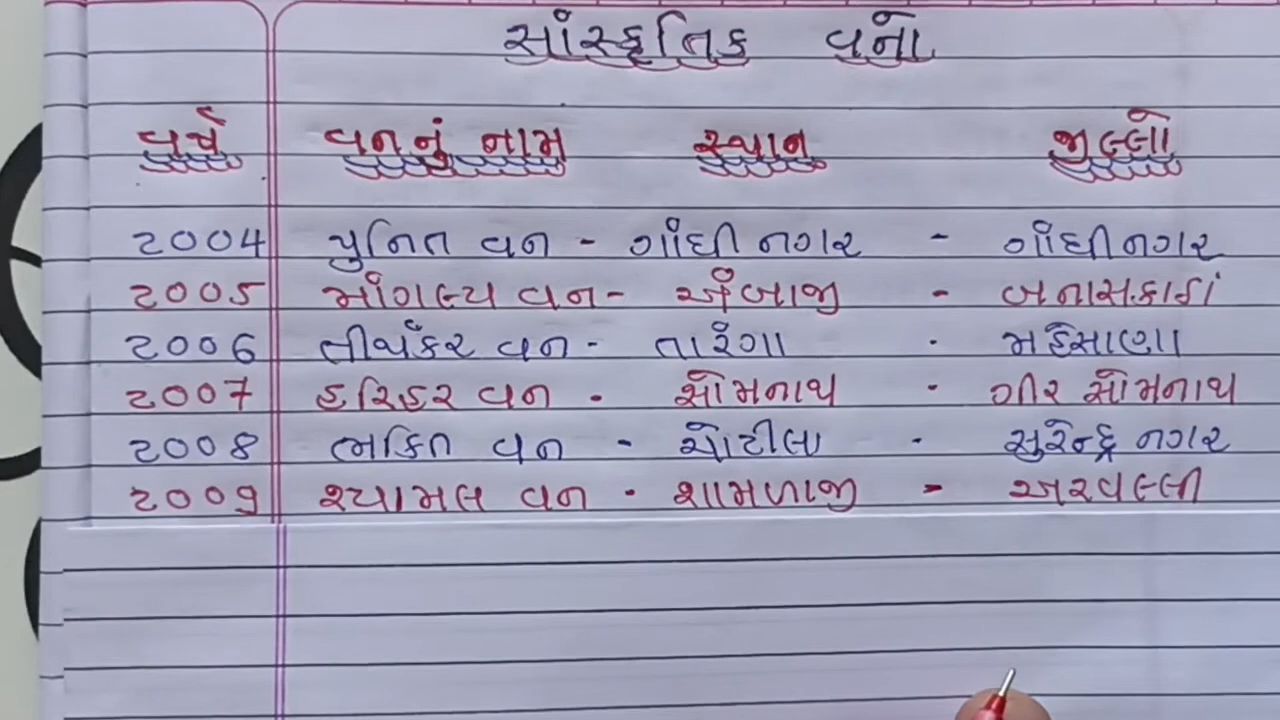 સાંસ્કૃતિક વનો
વર્ષ વનનું નામ સ્થાન જીલ્લો
2004 પુનિત વન - ગાંધીનગર - ગાંધીનગર
2005 માંગલ્ય વન - અંબાજી - બનાસકાઠાં
2006 તીર્થંકર વન - તારંગા - મહેસાણા
2007 હરિહર વન - સોમનાથ - ગીર સોમનાથ
2008 ભકિત વન - ચોટીલા - સુરેન્દ્ર નગર
2009 શ્યામલ વન - શામળાજી - અરવલ્લી